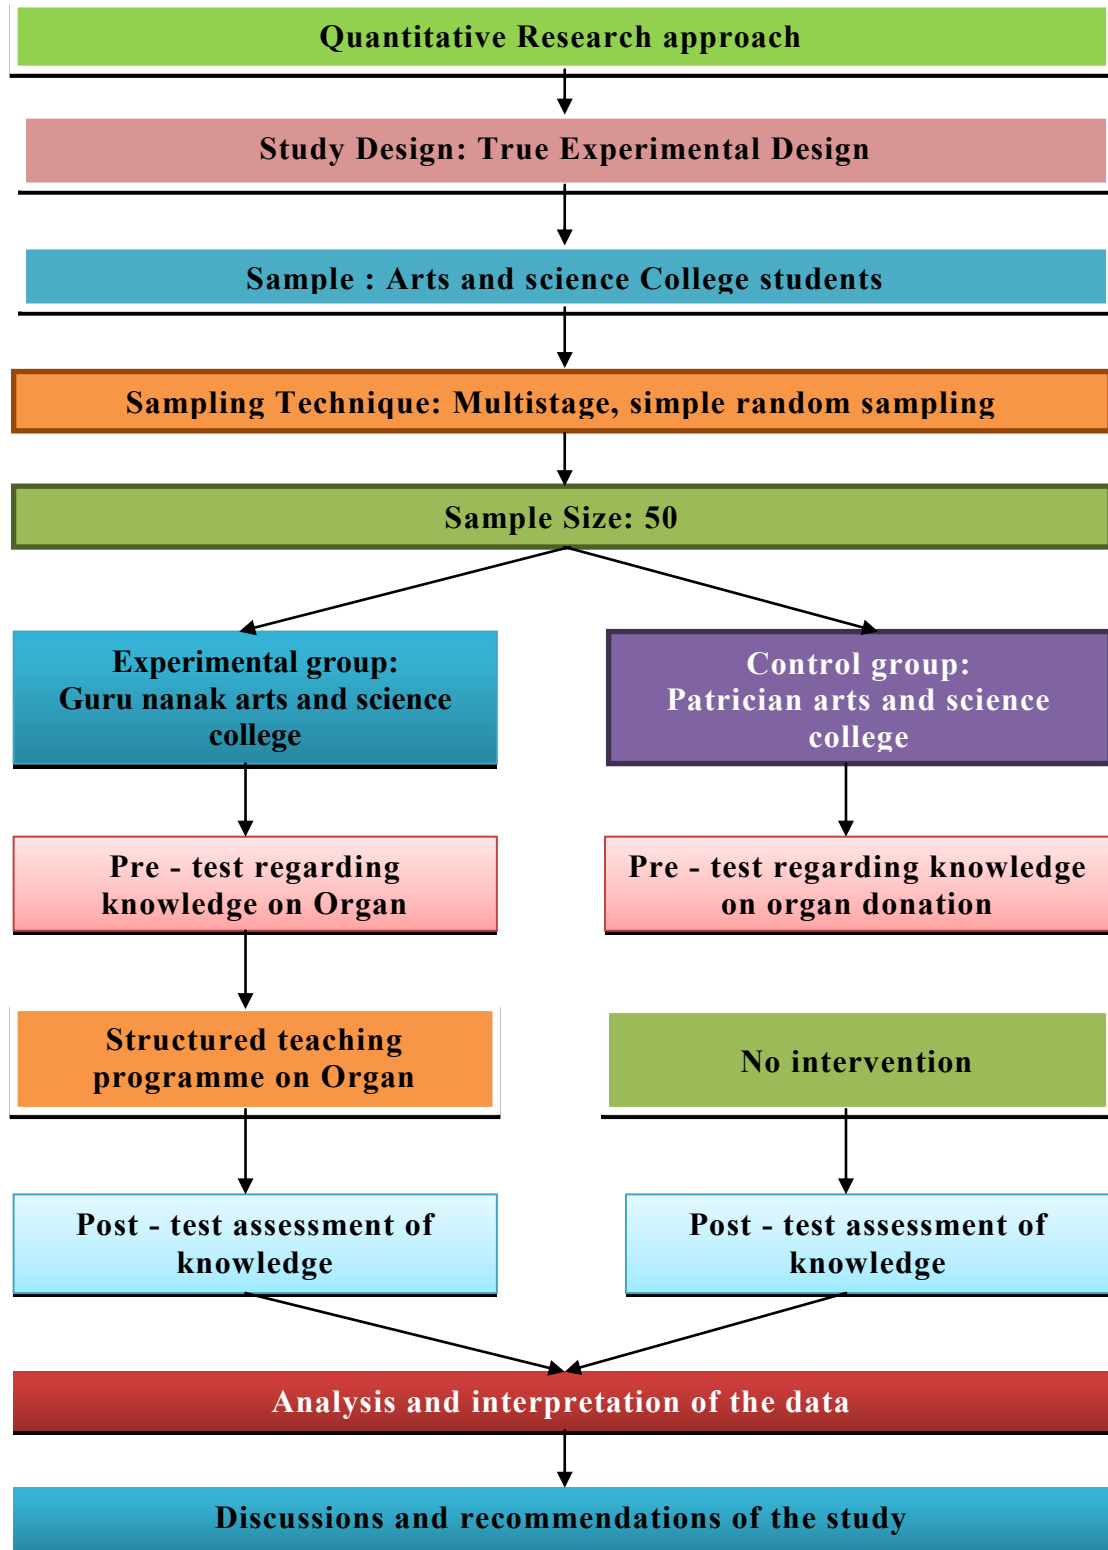 Quantitative Research approach
Study Design: True Experimental Design
Sample : Arts and science College students
Sampling Technique: Multistage, simple random sampling
Sample Size: 50
Experimental group:
Guru nanak arts and science
college
Control group:
Patrician arts and science
college
Pre - test regarding
knowledge on Organ
Pre - test regarding knowledge
on organ donation
Structured teaching
programme on Organ
No intervention
Post - test assessment of
knowledge
Post - test assessment of
knowledge
Analysis and interpretation of the data
Discussions and recommendations of the study